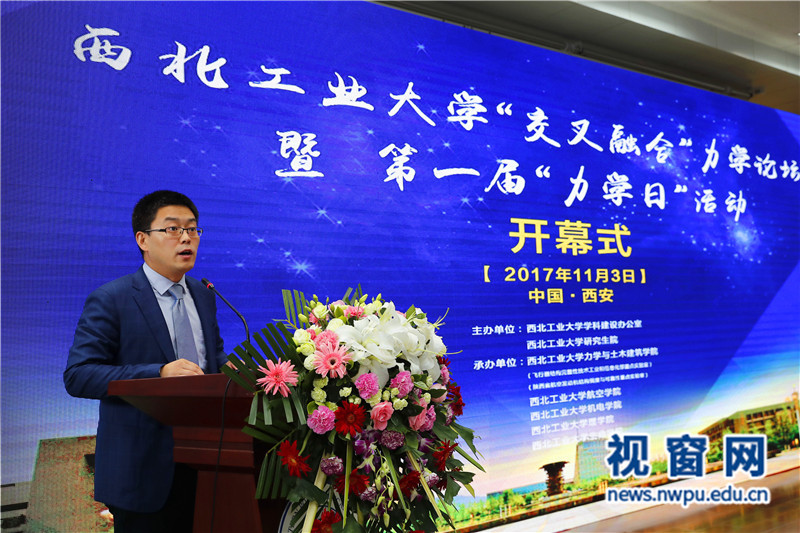 西北工业大学“交叉融合”力学论坛
暨 第一届“力学日”活动
开幕式
【 2017年11月3日】
中国·西安
主办单位：西北工业大学学科建设办公室
西北工业大学研究生院
承办单位：西北工业大学力学与土木建筑学院
西北工业大学航空学院
西北工业大学机电学院
西北工业大学理学院
视窗网
news.nwpu.edu.cn